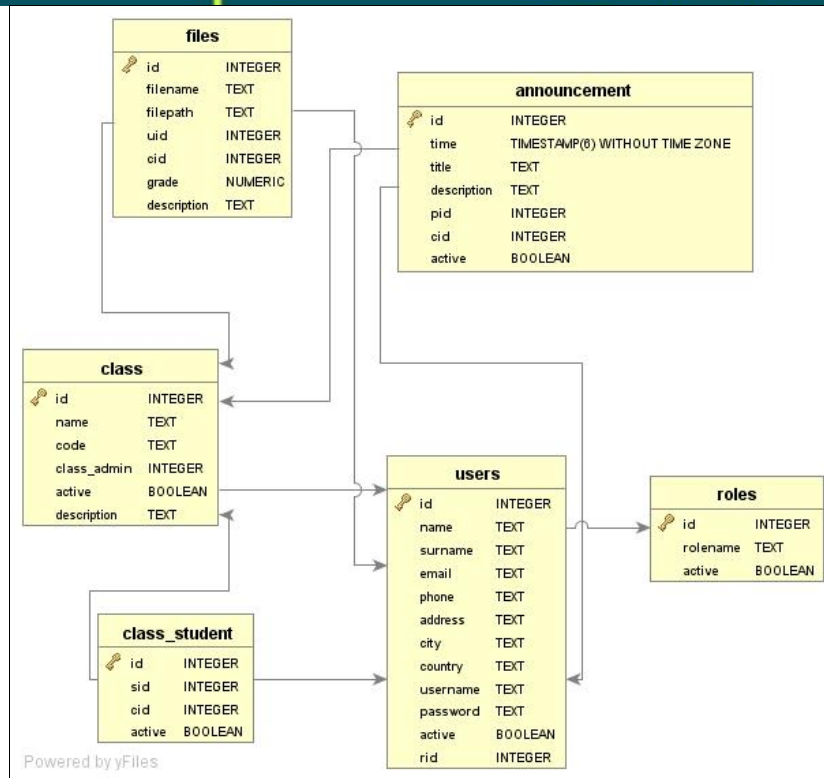 files
id INTEGER
filename TEXT
filepath TEXT
uid INTEGER
cid INTEGER
grade NUMERIC
description TEXT
announcement
id INTEGER
time TIMESTAMP(6) WITHOUT TIME ZONE
title TEXT
description TEXT
pid INTEGER
cid INTEGER
active BOOLEAN
class
id INTEGER
name TEXT
code TEXT
class_admin INTEGER
active BOOLEAN
description TEXT
users
id INTEGER
name TEXT
surname TEXT
email TEXT
phone TEXT
address TEXT
city TEXT
country TEXT
username TEXT
password TEXT
active BOOLEAN
rid INTEGER
roles
id INTEGER
rolename TEXT
active BOOLEAN
class_student
id INTEGER
sid INTEGER
cid INTEGER
active BOOLEAN
Powered by yFiles